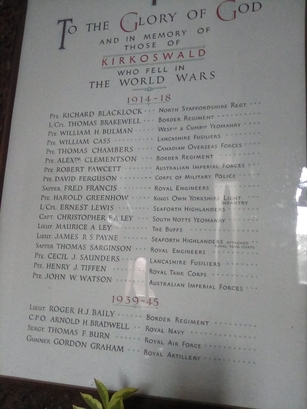 To the Glory of God
AND IN MEMORY OF
THOSE OF
KIRKOSWALD
WHO FELL IN
THE WORLD WARS
1914-18
Pte RICHARD BLACKLOCK NORTH STAFFORDSHIRE REGT
L/Cpl THOMAS BRAKEWELL BORDER REGIMENT
Pte WILLIAM H BULMAN WESTD & CUMBD YEOMANRY
Pte WILLIAM CASS LANCASHIRE FUSILIERS
Pte THOMAS CHAMBERS CANADIAN OVERSEAS FORCES
Pte ALEXR CLEMENTSON BORDER REGIMENT
Pte ROBERT FAWCETT AUSTRALIAN IMPERIAL FORCES
Pte DAVID FERGUSON CORPS OF MILITARY POLICE
Sapper FRED FRANCIS ROYAL ENGINEERS
Pte HAROLD GREENHOW KINGS OWN YORKSHIRE LIGHT INFANTRY
L/Cpl ERNEST LEWIS SEAFORTH HIGHLANDERS
Capt CHRISTOPHER LEY SOUTH NOTTS YEOMANRY
Lieut MAURICE A LEY THE BUFFS
Lieut JAMES R S PAYNE SEAFORTH HIGHLANDERS ATTACHED
Sapper THOMAS SARGINSON ROYAL ENGINEERS
Pte CECIL J SAUNDERS LANCASHIRE FUSILIERS
Pte HENRY J TIFFEN ROYAL TANK CORPS
Pte JOHN W WATSON AUSTRALIAN IMPERIAL FORCES
1939-45
Lieut ROGER H.J BAILY BORDER REGIMENT
C.P.O. ARNOLD H BRADWELL ROYAL NAVY
Sergt THOMAS F BURN ROYAL AIR FORCE
Gunner GORDON GRAHAM ROYAL ARTILLERY